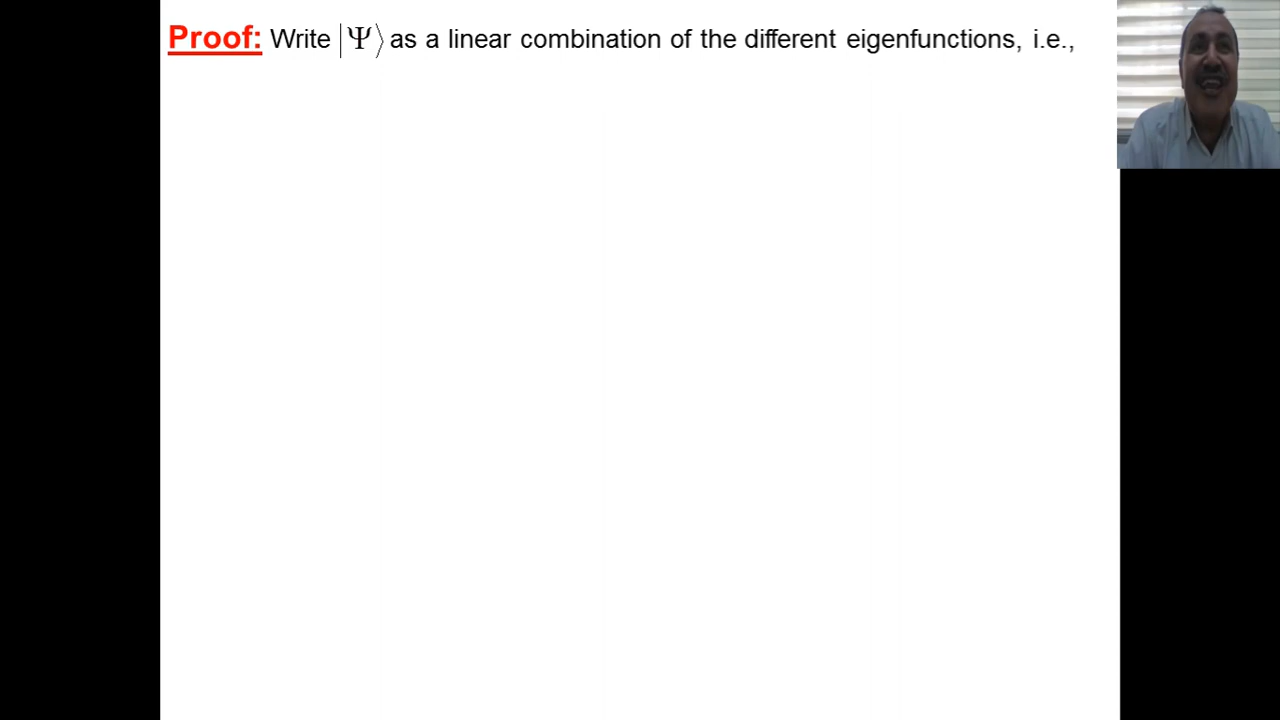 Proof: Write |Ψ⟩ as a linear combination of the different eigenfunctions, i.e.,